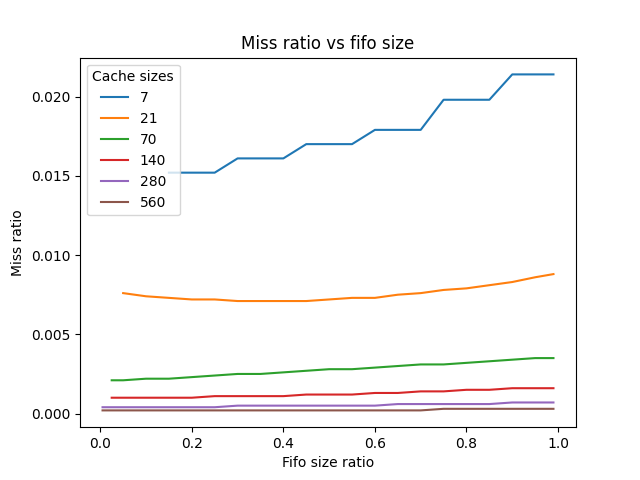 Miss ratio vs fifo size
Cache sizes
7
21
70
140
280
560
0.020
0.015
0.010
0.005
0.000
Miss ratio
0.0 0.2 0.4 0.6 0.8 1.0
Fifo size ratio